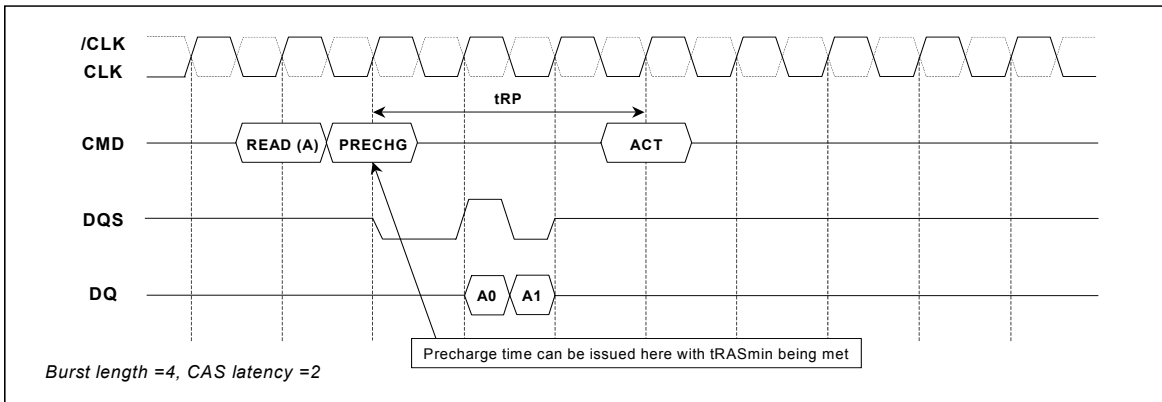 /CLK
CLK
tRP
CMD READ (A) PRECHG ACT
DQS
DQ A0 A1
Precharge time can be issued here with tRASmin being met
Burst length =4, CAS latency =2